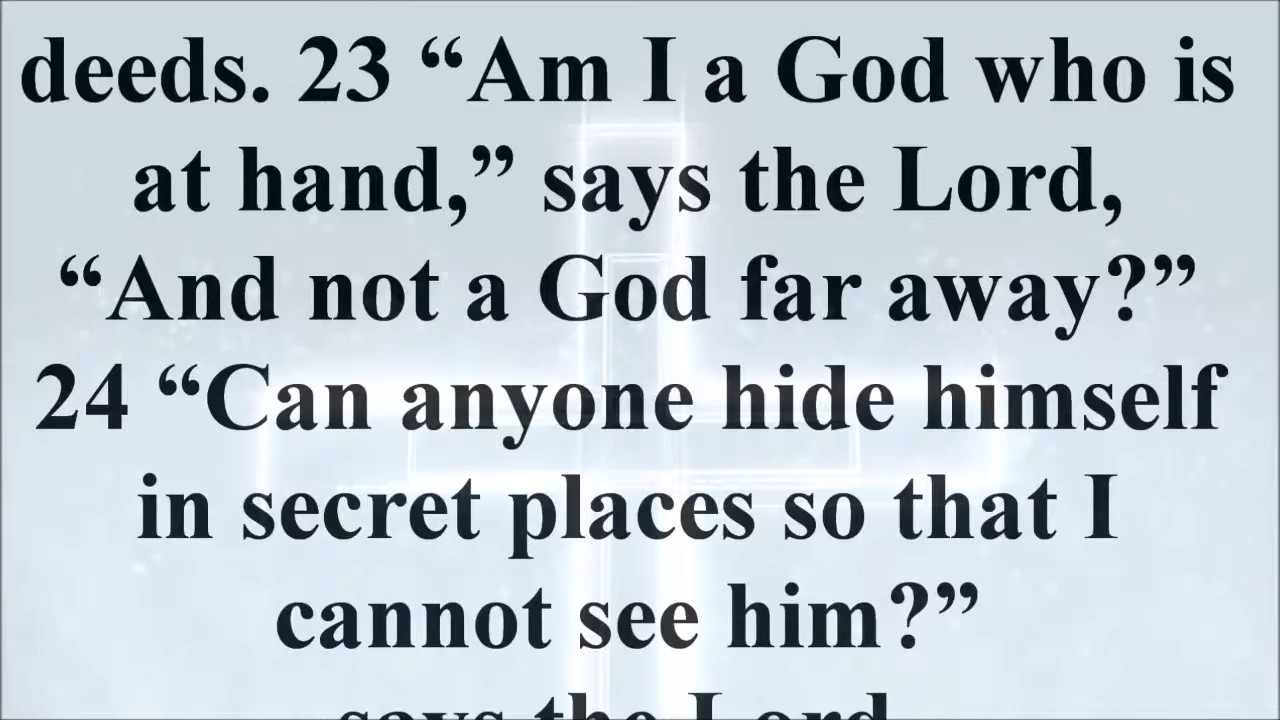 deeds. 23 “Am I a God who is
at hand,” says the Lord,
“And not a God far away?”
24 “Can anyone hide himself
in secret places so that I
cannot see him?”
says the Lord